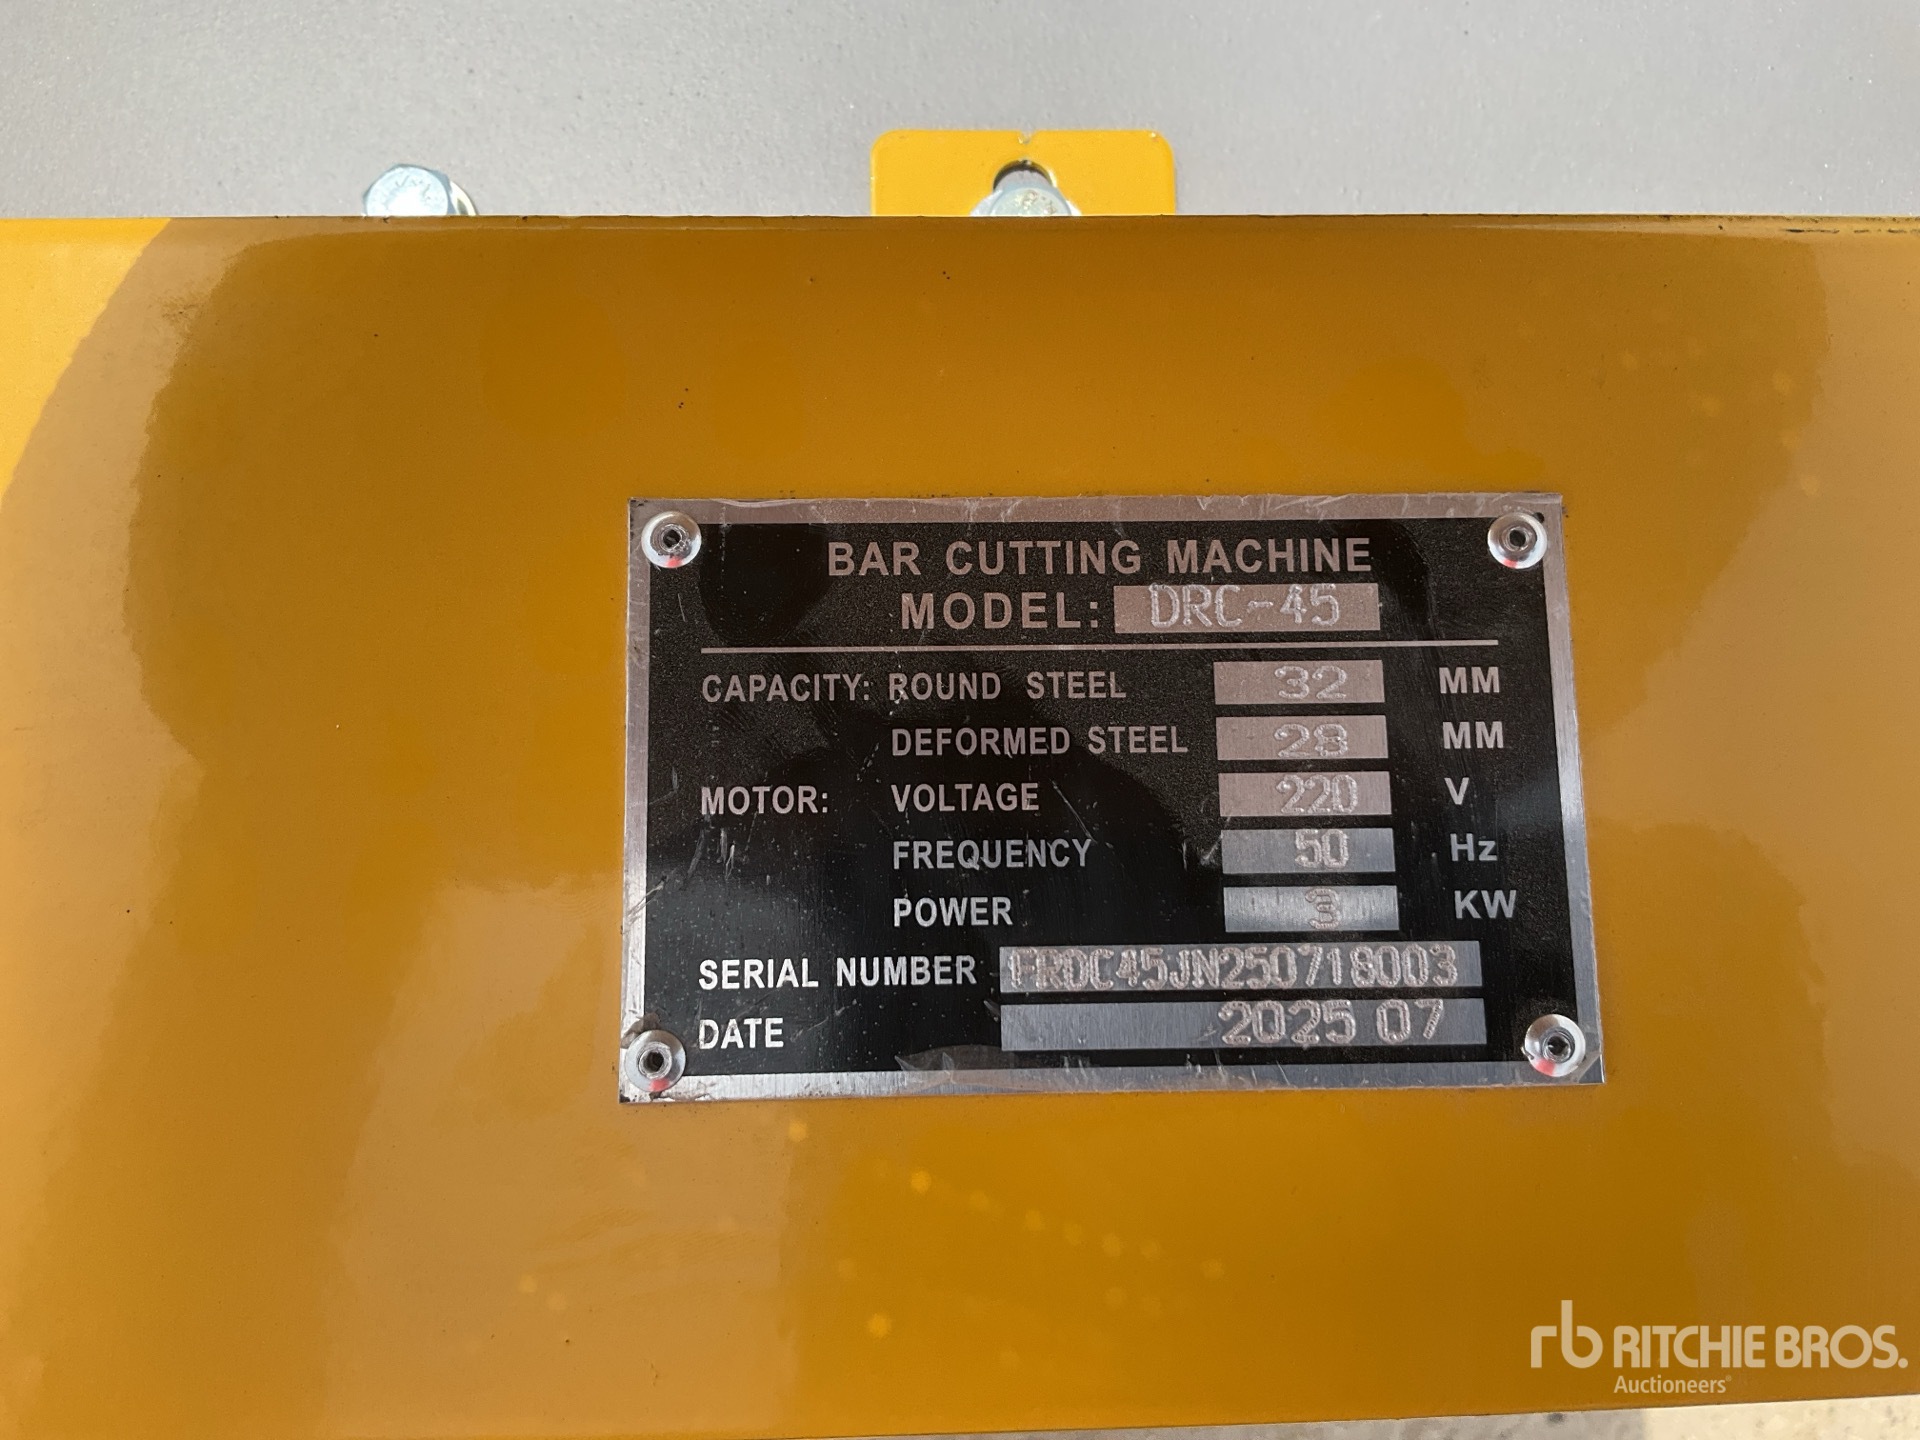 BAR CUTTING MACHINE
MODEL: DRC-45
CAPACITY: ROUND STEEL 32 MM
DEFORMED STEEL 28 MM
MOTOR: VOLTAGE 220 V
FREQUENCY 50 Hz
POWER 3 KW
SERIAL NUMBER FRDC45JN250718003
DATE 2025 07
rb RITCHIE BROS.
Auctioneers